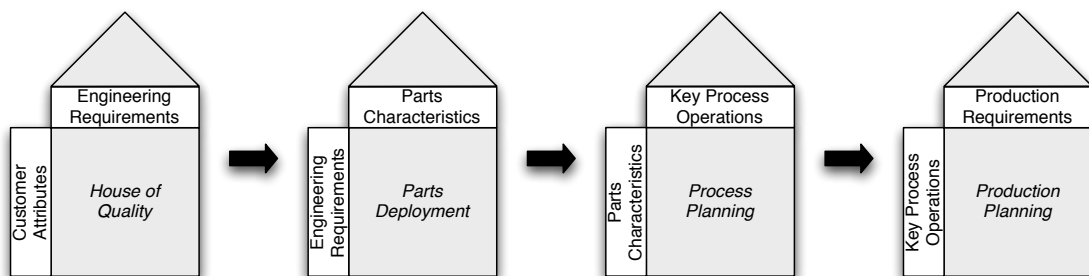 Engineering
Requirements
Customer
Attributes
House of
Quality
Parts
Characteristics
Engineering
Requirements
Parts
Deployment
Key Process
Operations
Parts
Characteristics
Process
Planning
Production
Requirements
Key Process
Operations
Production
Planning